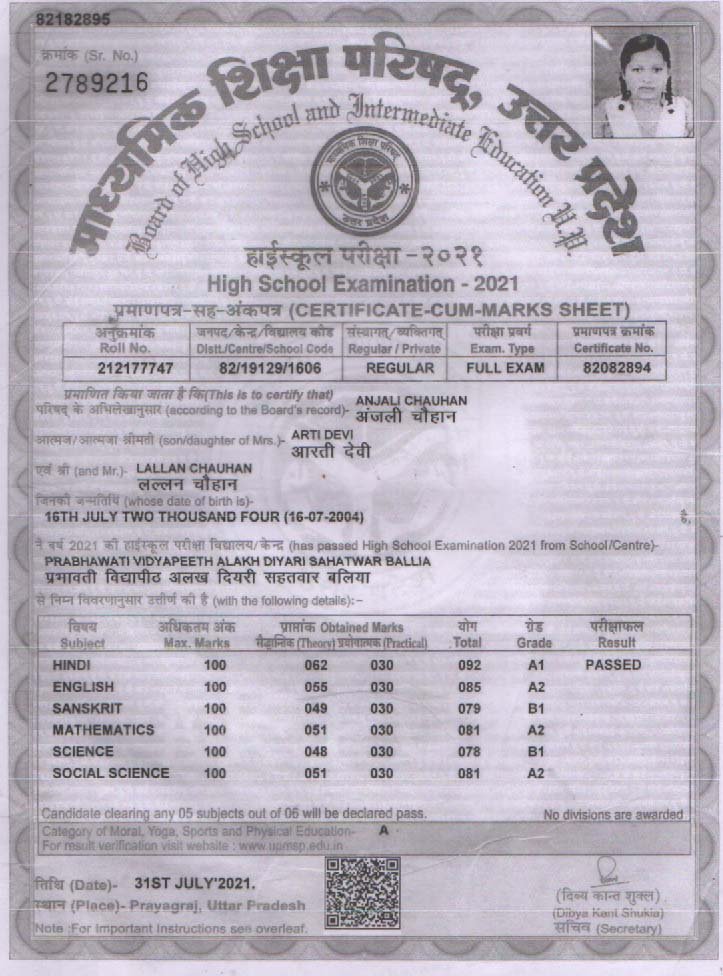 82182895
क्रमांक (Sr. No.)
2789216
माध्यमिक शिक्षा परिषद्, उत्तर प्रदेश
Board of High School and Intermediate Education U.P.
माध्यमिक शिक्षा परिषद्
उत्तर प्रदेश
हाईस्कूल परीक्षा - २०२१
High School Examination - 2021
प्रमाणपत्र-सह-अंकपत्र (CERTIFICATE-CUM-MARKS SHEET)
अनुक्रमांक जनपद/केन्द्र/विद्यालय कोड संस्थागत/व्यक्तिगत परीक्षा प्रवर्ग प्रमाणपत्र क्रमांक
Roll No. Distt./Centre/School Code Regular / Private Exam. Type Certificate No.
212177747 82/19129/1606 REGULAR FULL EXAM 82082894
प्रमाणित किया जाता है कि(This is to certify that)
परिषद् के अभिलेखानुसार (according to the Board's record)- ANJALI CHAUHAN
अंजली चौहान
आत्मज/आत्मजा श्रीमती (son/daughter of Mrs.)- ARTI DEVI
आरती देवी
एवं श्री (and Mr.)- LALLAN CHAUHAN
लल्लन चौहान
जिनकी जन्मतिथि (whose date of birth is)-
16TH JULY TWO THOUSAND FOUR (16-07-2004)
ने वर्ष 2021 की हाईस्कूल परीक्षा विद्यालय/केन्द्र (has passed High School Examination 2021 from School/Centre)-
PRABHAWATI VIDYAPEETH ALAKH DIYARI SAHATWAR BALLIA
प्रभावती विद्यापीठ अलख दियरी सहतवार बलिया
से निम्न विवरणानुसार उत्तीर्ण की है (with the following details):-
विषय अधिकतम अंक प्राप्तांक Obtained Marks योग ग्रेड परीक्षाफल
Subject Max. Marks सैद्धान्तिक (Theory) प्रयोगात्मक (Practical) Total Grade Result
HINDI 100 062 030 092 A1 PASSED
ENGLISH 100 055 030 085 A2
SANSKRIT 100 049 030 079 B1
MATHEMATICS 100 051 030 081 A2
SCIENCE 100 048 030 078 B1
SOCIAL SCIENCE 100 051 030 081 A2
Candidate clearing any 05 subjects out of 06 will be declared pass. No divisions are awarded
Category of Moral, Yoga, Sports and Physical Education- A
For result verification visit website : www.upmsp.edu.in
तिथि (Date)- 31ST JULY'2021.
स्थान (Place)- Prayagraj, Uttar Pradesh
Note :For Important Instructions see overleaf.
(दिव्य कान्त शुक्ल)
(Dibya Kant Shukla)
सचिव (Secretary)